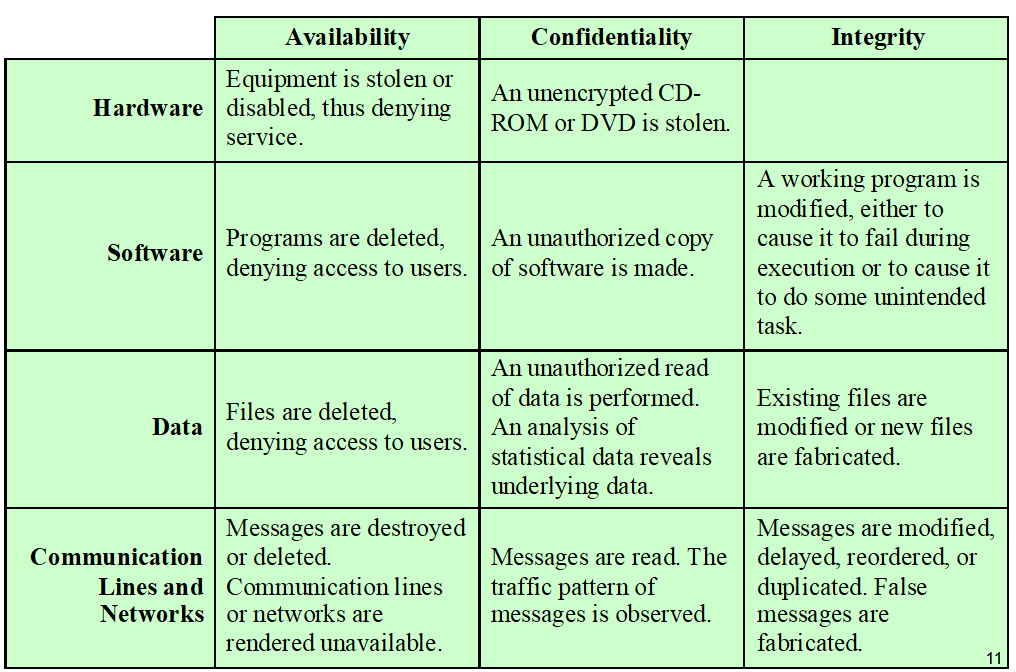 Availability
Confidentiality
Integrity
Hardware
Equipment is stolen or
disabled, thus denying
service.
An unencrypted CD-
ROM or DVD is stolen.
Software
Programs are deleted,
denying access to users.
An unauthorized copy
of software is made.
A working program is
modified, either to
cause it to fail during
execution or to cause it
to do some unintended
task.
Data
Files are deleted,
denying access to users.
An unauthorized read
of data is performed.
An analysis of
statistical data reveals
underlying data.
Existing files are
modified or new files
are fabricated.
Communication
Lines and
Networks
Messages are destroyed
or deleted.
Communication lines
or networks are
rendered unavailable.
Messages are read. The
traffic pattern of
messages is observed.
Messages are modified,
delayed, reordered, or
duplicated. False
messages are
fabricated.
11